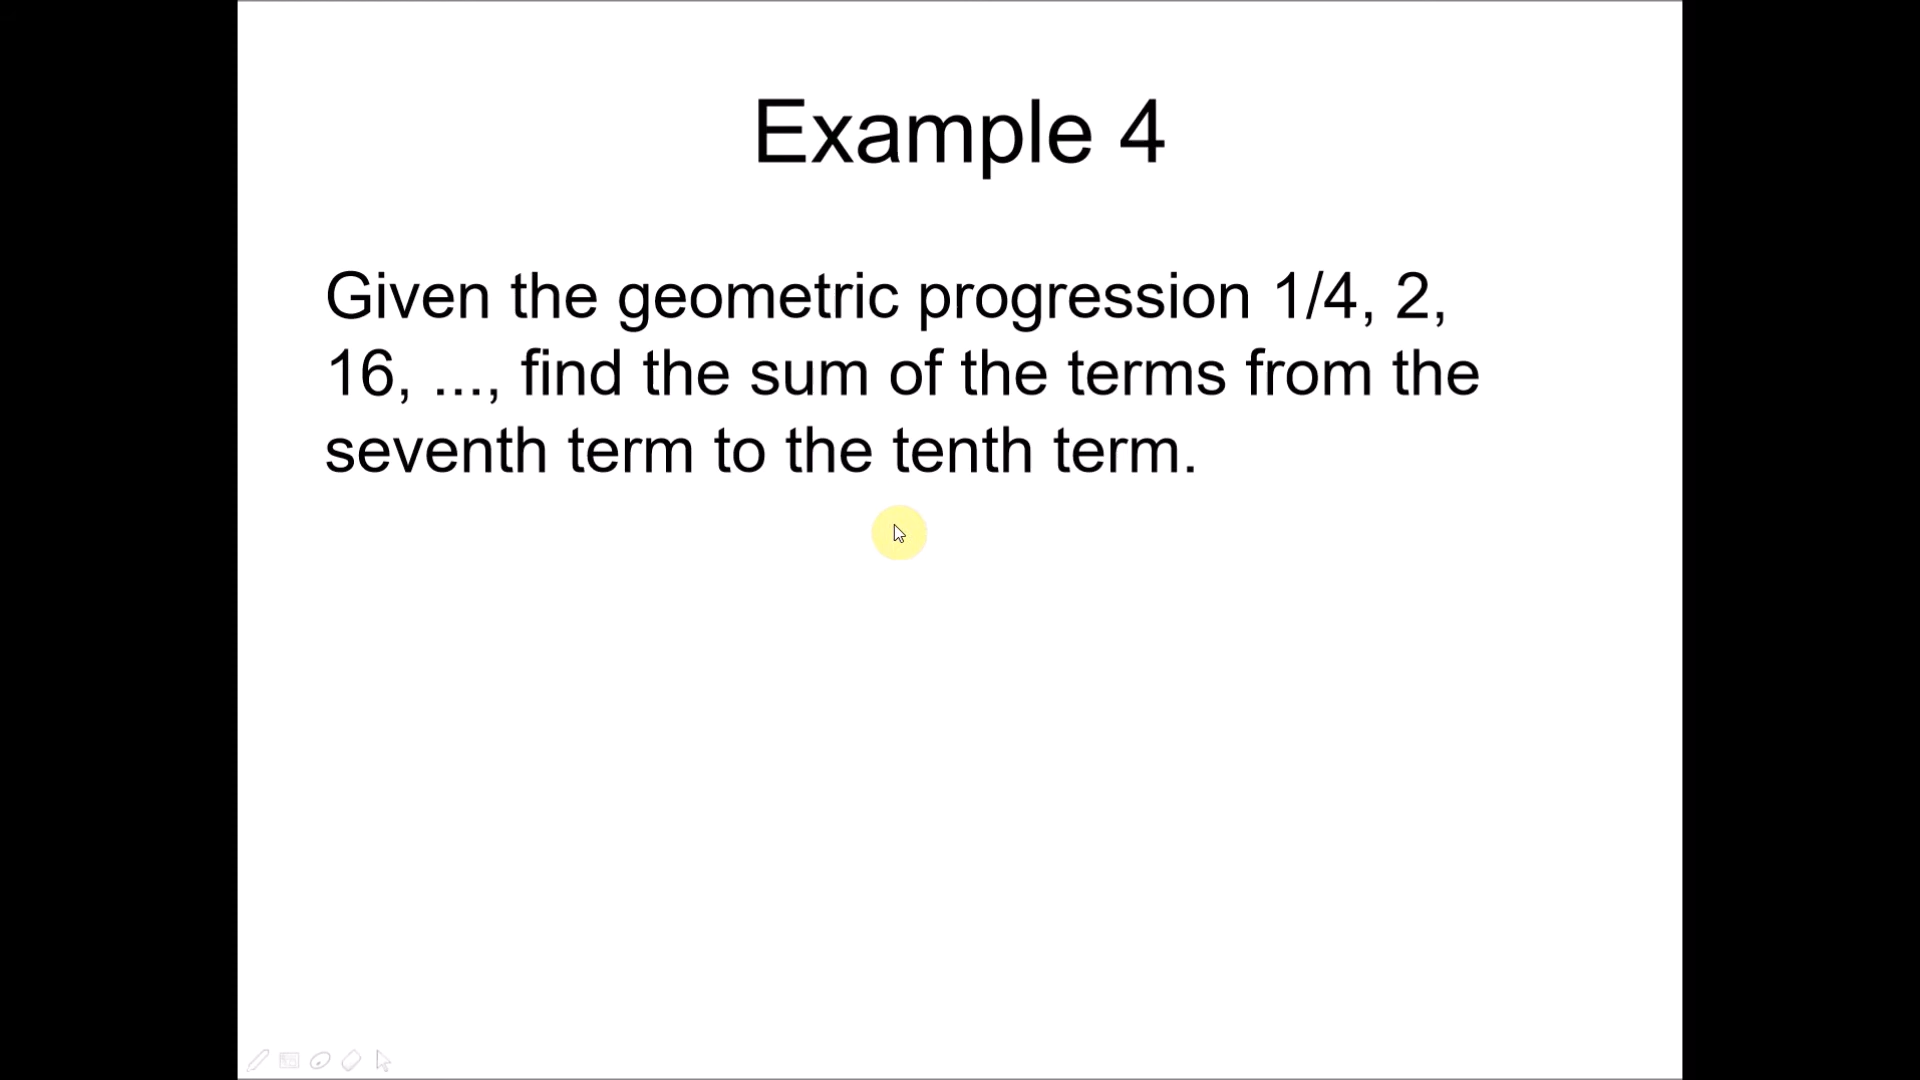 Example 4
Given the geometric progression 1/4, 2,
16, ..., find the sum of the terms from the
seventh term to the tenth term.